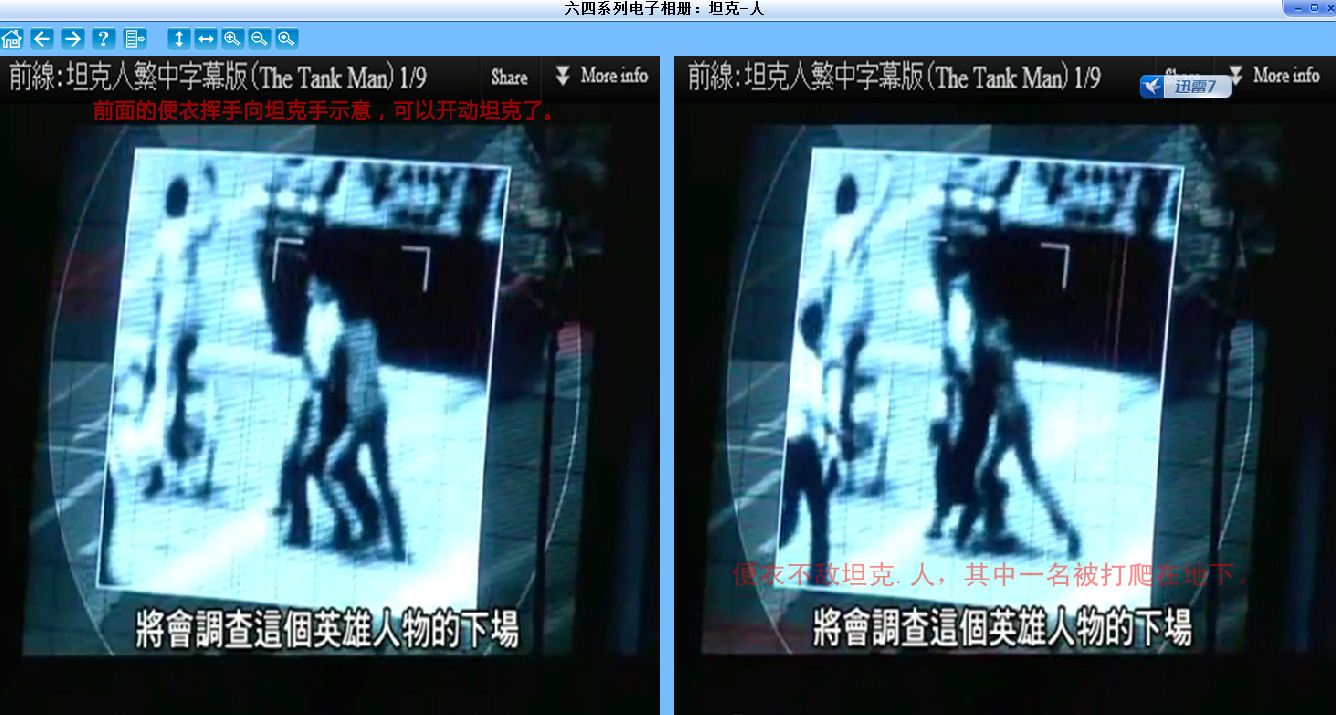 六四系列电子相册：坦克-人
前線:坦克人繁中字幕版(The Tank Man) 1/9
Share
More info
前面的便衣挥手向坦克手示意，可以开动坦克了。
將會調查這個英雄人物的下場
前線:坦克人繁中字幕版(The Tank Man) 1/9
Share
More info
迅雷7
便衣不敌坦克.人，其中一名被打爬在地下。
將會調查這個英雄人物的下場